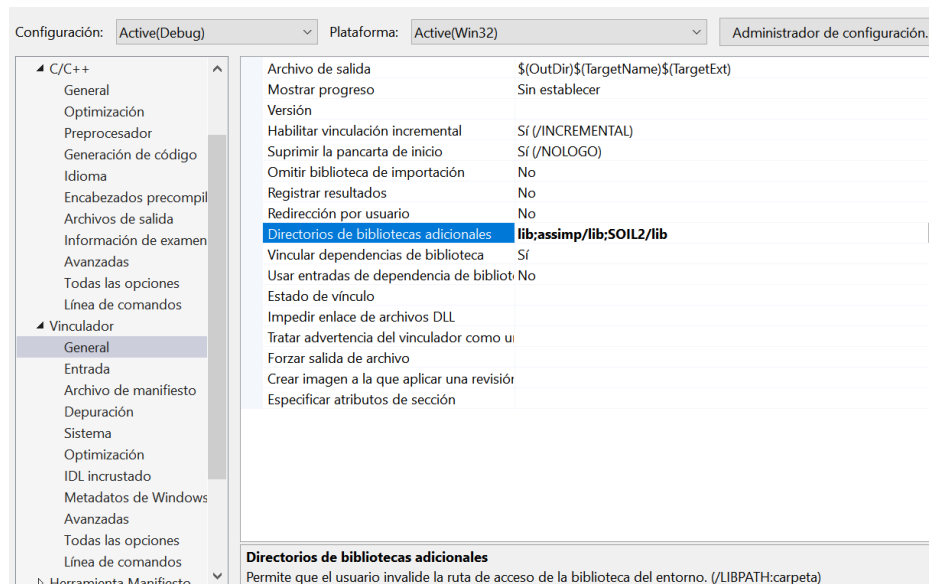 Configuración: Active(Debug) Plataforma: Active(Win32) Administrador de configuración.
C/C++
General
Optimización
Preprocesador
Generación de código
Idioma
Encabezados precompil
Archivos de salida
Información de examen
Avanzadas
Todas las opciones
Línea de comandos
Vinculador
General
Entrada
Archivo de manifiesto
Depuración
Sistema
Optimización
IDL incrustado
Metadatos de Windows
Avanzadas
Todas las opciones
Línea de comandos
Herramienta Manifiesto
Archivo de salida $(OutDir)$(TargetName)$(TargetExt)
Mostrar progreso Sin establecer
Versión
Habilitar vinculación incremental Sí (/INCREMENTAL)
Suprimir la pancarta de inicio Sí (/NOLOGO)
Omitir biblioteca de importación No
Registrar resultados No
Redirección por usuario No
Directorios de bibliotecas adicionales lib;assimp/lib;SOIL2/lib
Vincular dependencias de biblioteca Sí
Usar entradas de dependencia de bibliot No
Estado de vínculo
Impedir enlace de archivos DLL
Tratar advertencia del vinculador como u
Forzar salida de archivo
Crear imagen a la que aplicar una revisión
Especificar atributos de sección
Directorios de bibliotecas adicionales
Permite que el usuario invalide la ruta de acceso de la biblioteca del entorno. (/LIBPATH:carpeta)